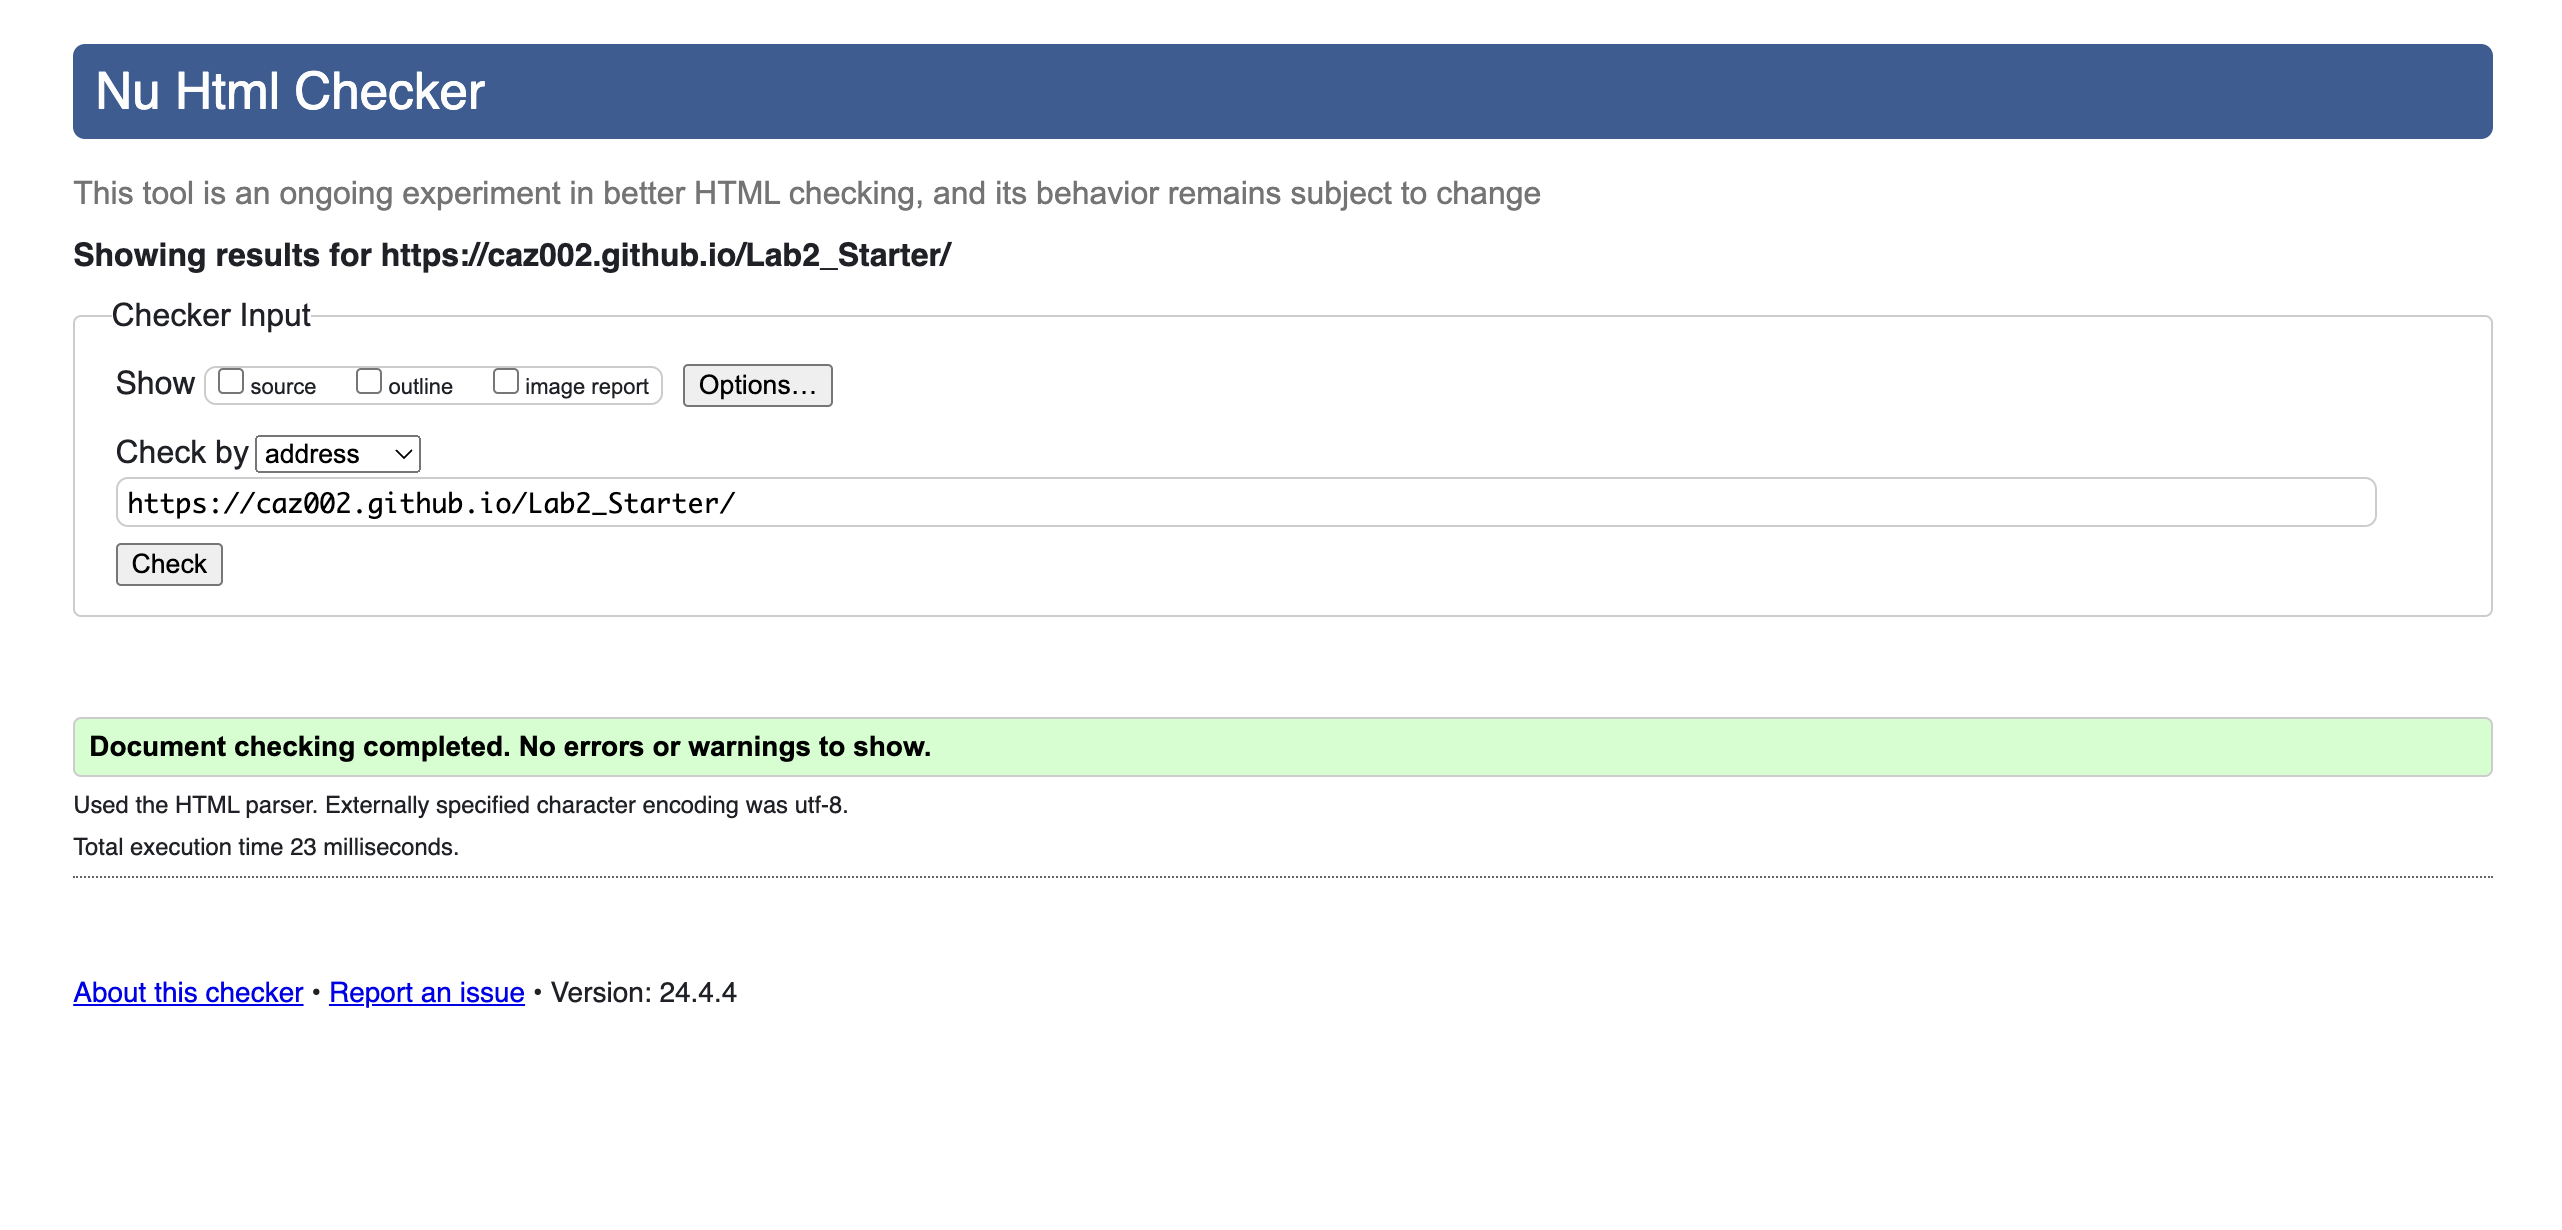 Nu Html Checker
This tool is an ongoing experiment in better HTML checking, and its behavior remains subject to change
Showing results for https://caz002.github.io/Lab2_Starter/
Checker Input
Show source outline image report Options...
Check by address
https://caz002.github.io/Lab2_Starter/
Check
Document checking completed. No errors or warnings to show.
Used the HTML parser. Externally specified character encoding was utf-8.
Total execution time 23 milliseconds.
About this checker • Report an issue • Version: 24.4.4